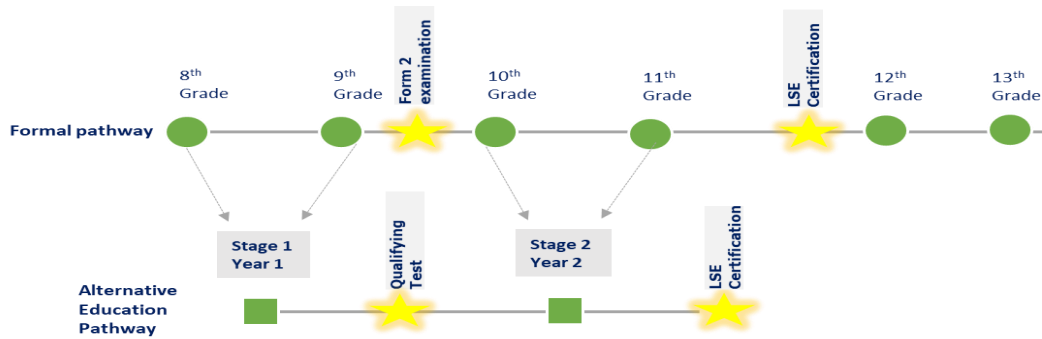 8th
Grade
9th
Grade
Form 2
examination
10th
Grade
11th
Grade
LSE
Certification
12th
Grade
13th
Grade
Formal pathway
Stage 1
Year 1
Qualifying
Test
Stage 2
Year 2
LSE
Certification
Alternative
Education
Pathway